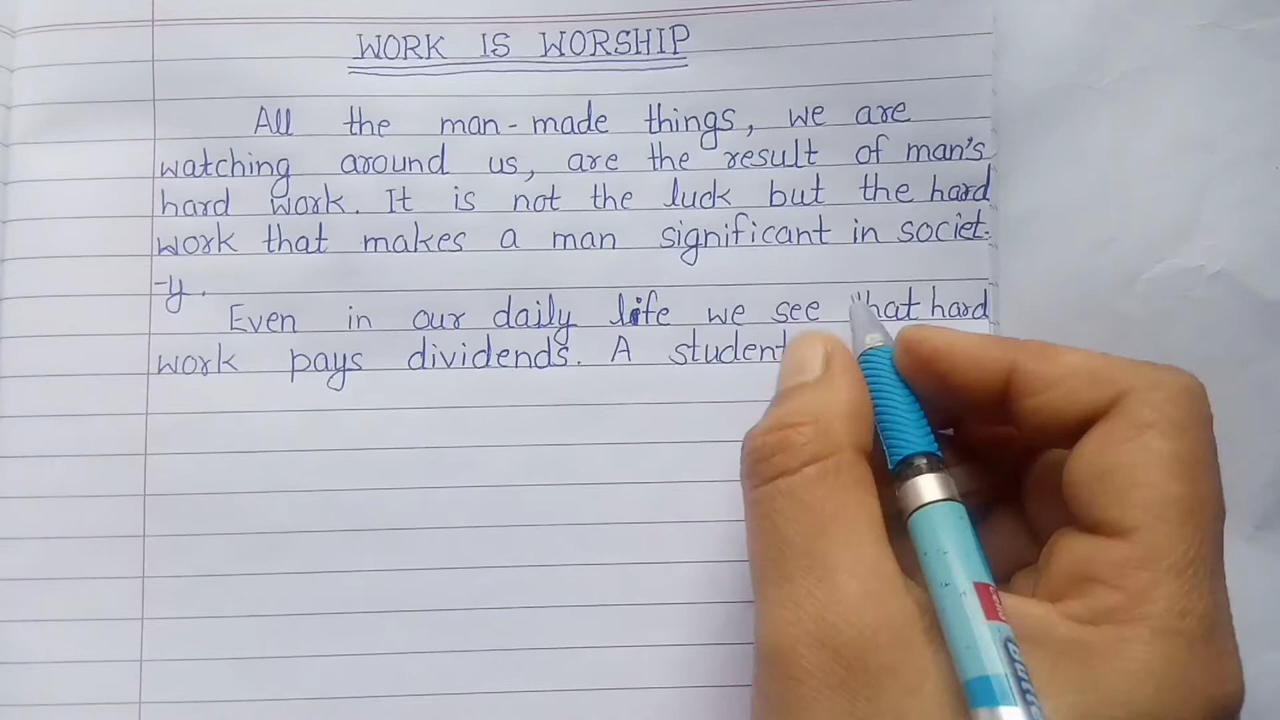 WORK IS WORSHIP
All the man-made things, we are
watching around us, are the result of man's
hard work. It is not the luck but the hard
work that makes a man significant in societ-
-y.
Even in our daily life we see that hard
work pays dividends. A student